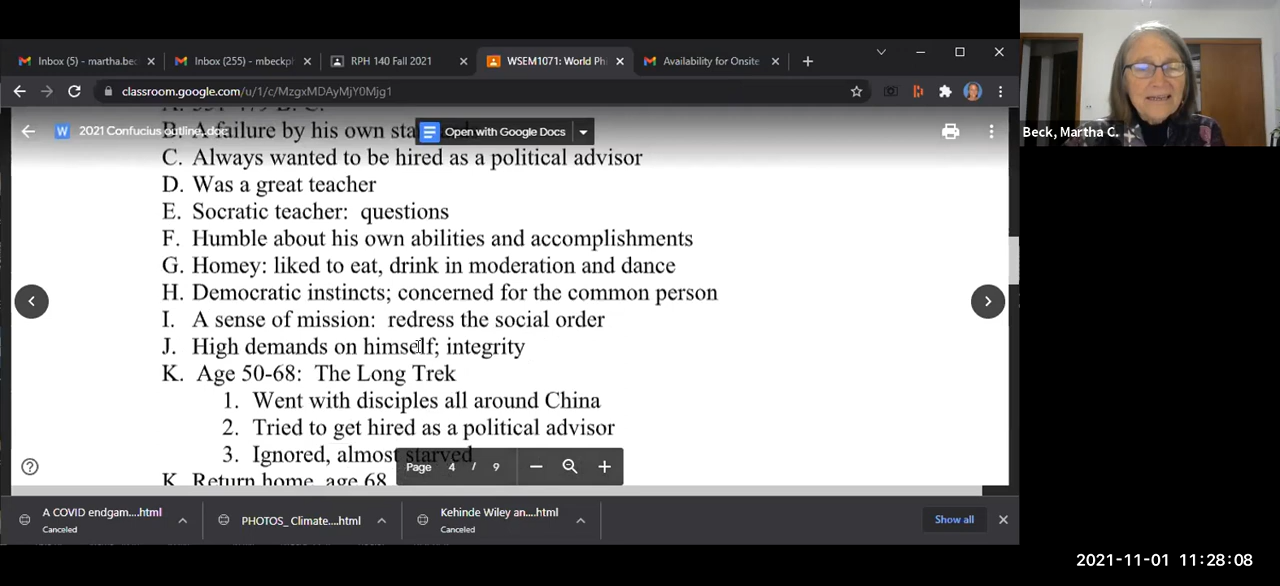 Inbox (5) - martha.bec
Inbox (255) - mbeckp
RPH 140 Fall 2021
WSEM1071: World Ph
Availability for Onsite
classroom.google.com/u/1/c/MzgxMDAyMjY0Mjg1
Beck, Martha C.
A. 551-479 B. C.
W 2021 Confucius outline.doc
Open with Google Docs
B. A failure by his own sta
C. Always wanted to be hired as a political advisor
D. Was a great teacher
E. Socratic teacher: questions
F. Humble about his own abilities and accomplishments
G. Homey: liked to eat, drink in moderation and dance
H. Democratic instincts; concerned for the common person
I. A sense of mission: redress the social order
J. High demands on himself; integrity
K. Age 50-68: The Long Trek
1. Went with disciples all around China
2. Tried to get hired as a political advisor
3. Ignored, almost starved
Page 4 / 9
K. Return home, age 68
A COVID endgam....html
Canceled
PHOTOS_ Climate....html
Kehinde Wiley an....html
Canceled
Show all
2021-11-01 11:28:08